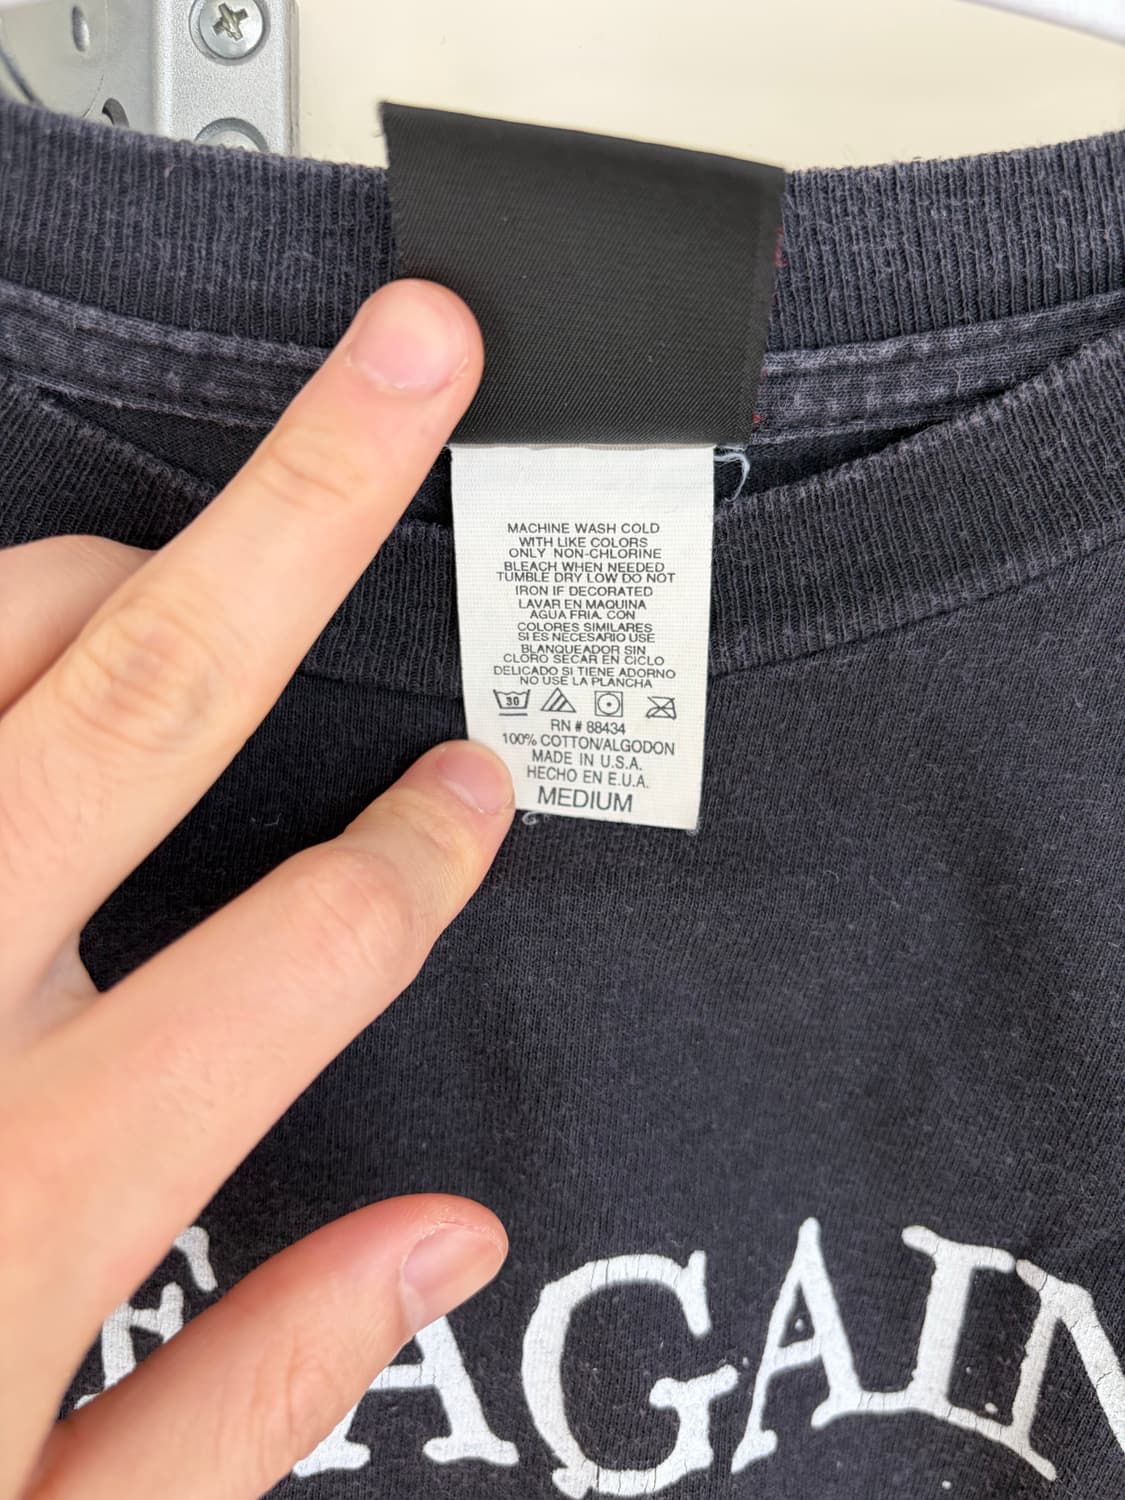 MACHINE WASH COLD
WITH LIKE COLORS
ONLY NON-CHLORINE
BLEACH WHEN NEEDED
TUMBLE DRY LOW DO NOT
IRON IF DECORATED
LAVAR EN MAQUINA
AGUA FRIA. CON
COLORES SIMILARES
SI ES NECESARIO USE
BLANQUEADOR SIN
CLORO SECAR EN CICLO
DELICADO SI TIENE ADORNO
NO USE LA PLANCHA
30
RN # 88434
100% COTTON/ALGODON
MADE IN U.S.A.
HECHO EN E.U.A.
MEDIUM
AGAIN